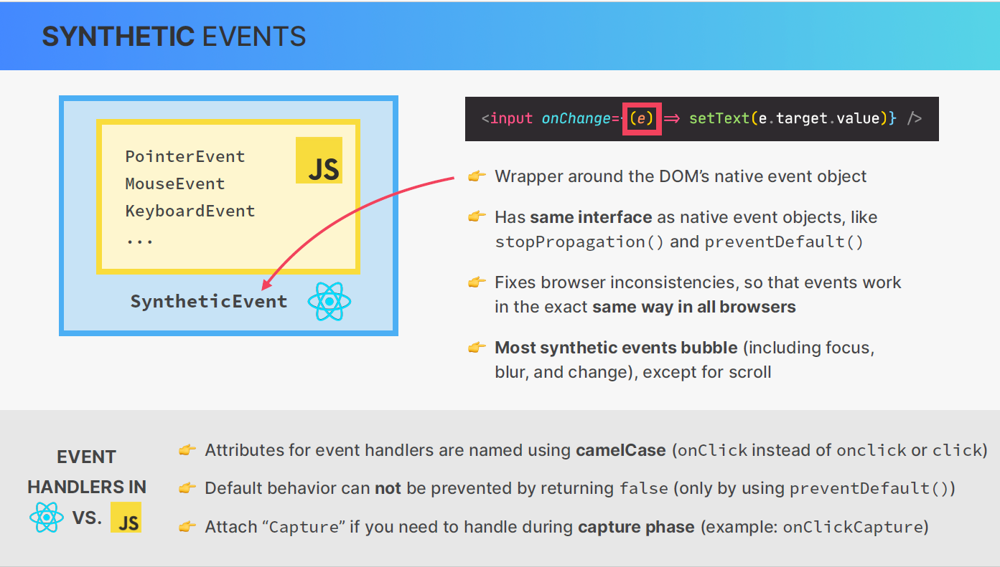 SYNTHETIC EVENTS
PointerEvent
MouseEvent
KeyboardEvent
...
JS
SyntheticEvent
<input onChange= (e) => setText(e.target.value)} />
👉 Wrapper around the DOM’s native event object
👉 Has same interface as native event objects, like
stopPropagation() and preventDefault()
👉 Fixes browser inconsistencies, so that events work
in the exact same way in all browsers
👉 Most synthetic events bubble (including focus,
blur, and change), except for scroll
EVENT
HANDLERS IN
VS. JS
👉 Attributes for event handlers are named using camelCase (onClick instead of onclick or click)
👉 Default behavior can not be prevented by returning false (only by using preventDefault())
👉 Attach “Capture” if you need to handle during capture phase (example: onClickCapture)